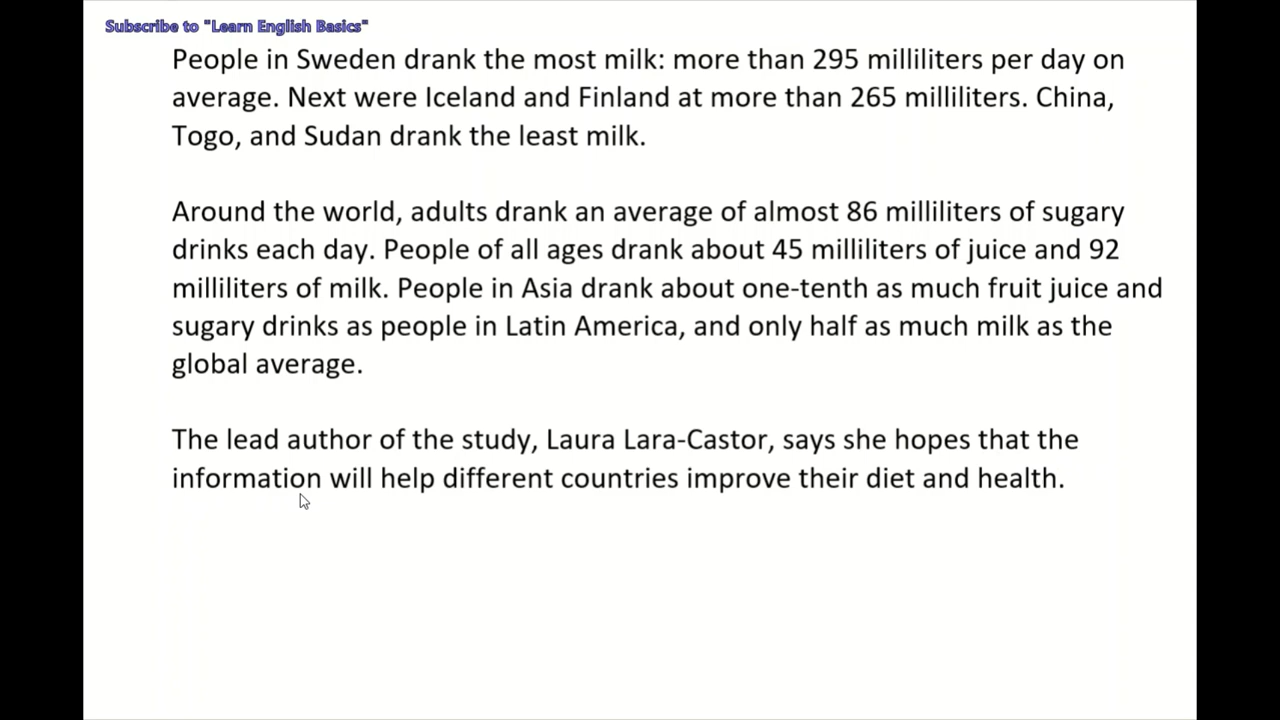 Subscribe to "Learn English Basics"
People in Sweden drank the most milk: more than 295 milliliters per day on
average. Next were Iceland and Finland at more than 265 milliliters. China,
Togo, and Sudan drank the least milk.
Around the world, adults drank an average of almost 86 milliliters of sugary
drinks each day. People of all ages drank about 45 milliliters of juice and 92
milliliters of milk. People in Asia drank about one-tenth as much fruit juice and
sugary drinks as people in Latin America, and only half as much milk as the
global average.
The lead author of the study, Laura Lara-Castor, says she hopes that the
information will help different countries improve their diet and health.